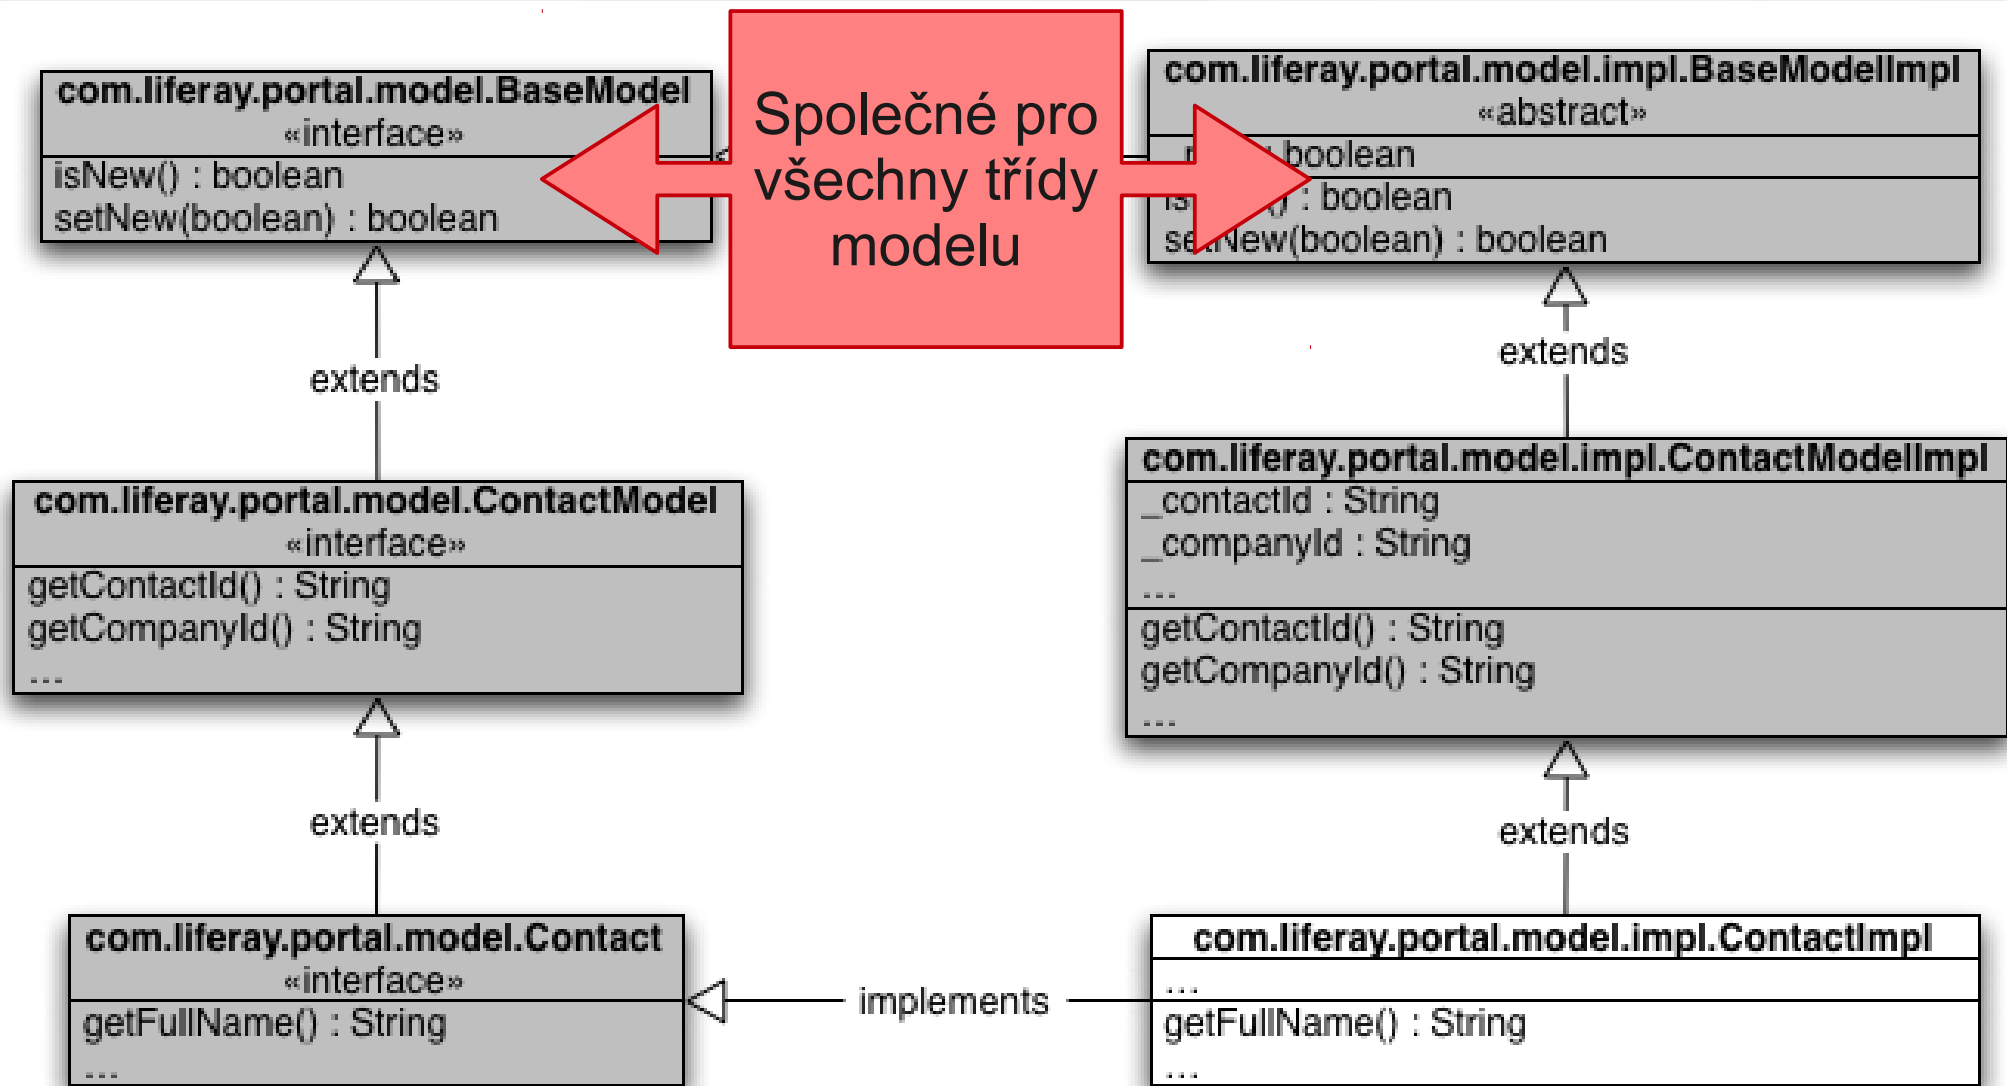 com.liferay.portal.model.BaseModel
«interface»
isNew() : boolean
setNew(boolean) : boolean
Společné pro
všechny třídy
modelu
com.liferay.portal.model.impl.BaseModelImpl
«abstract»
boolean
: boolean
setNew(boolean) : boolean
extends
extends
com.liferay.portal.model.ContactModel
«interface»
getContactId() : String
getCompanyId() : String
...
com.liferay.portal.model.impl.ContactModelImpl
_contactId : String
_companyId : String
...
getContactId() : String
getCompanyId() : String
...
extends
extends
com.liferay.portal.model.Contact
«interface»
getFullName() : String
...
implements
com.liferay.portal.model.impl.ContactImpl
...
getFullName() : String
...